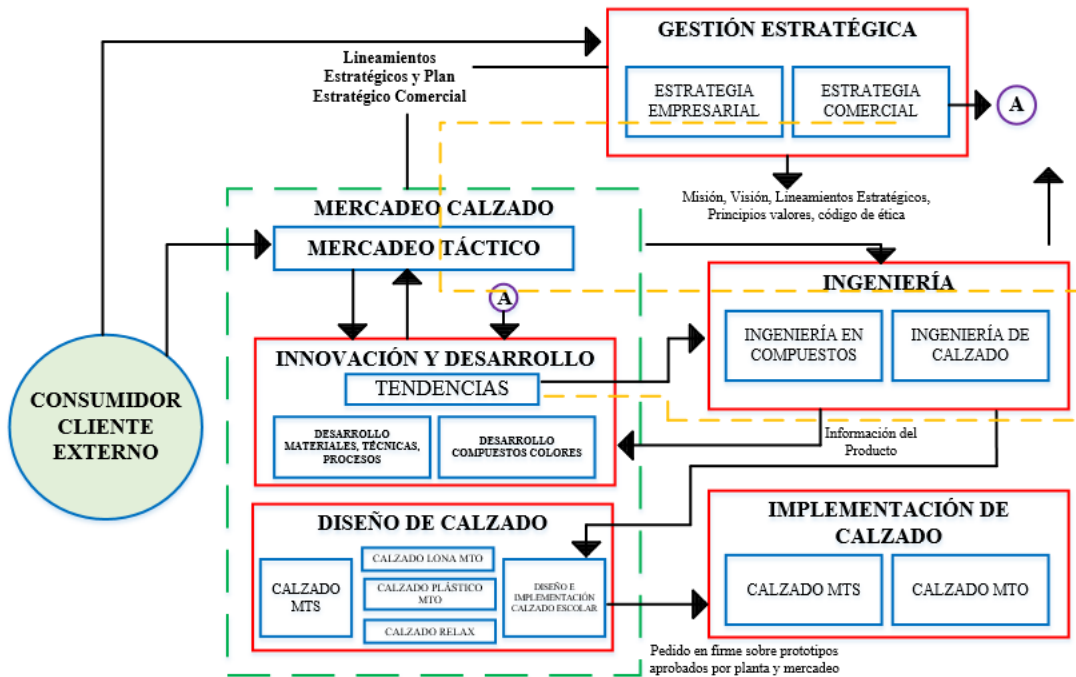 GESTIÓN ESTRATÉGICA
ESTRATEGIA
EMPRESARIAL
ESTRATEGIA
COMERCIAL
A
Lineamientos
Estratégicos y Plan
Estratégico Comercial
Misión, Visión, Lineamientos Estratégicos,
Principios valores, código de ética
MERCADEO CALZADO
MERCADEO TÁCTICO
A
INGENIERÍA
INGENIERÍA EN
COMPUESTOS
INGENIERÍA DE
CALZADO
INNOVACIÓN Y DESARROLLO
TENDENCIAS
DESARROLLO
MATERIALES, TÉCNICAS,
PROCESOS
DESARROLLO
COMPUESTOS COLORES
CONSUMIDOR
CLIENTE
EXTERNO
Información del
Producto
DISEÑO DE CALZADO
CALZADO
MTS
CALZADO LONA MTO
CALZADO PLÁSTICO
MTO
CALZADO RELAX
DISEÑO E
IMPLEMENTACIÓN
CALZADO ESCOLAR
IMPLEMENTACIÓN DE
CALZADO
CALZADO MTS
CALZADO MTO
Pedido en firme sobre prototipos
aprobados por planta y mercadeo